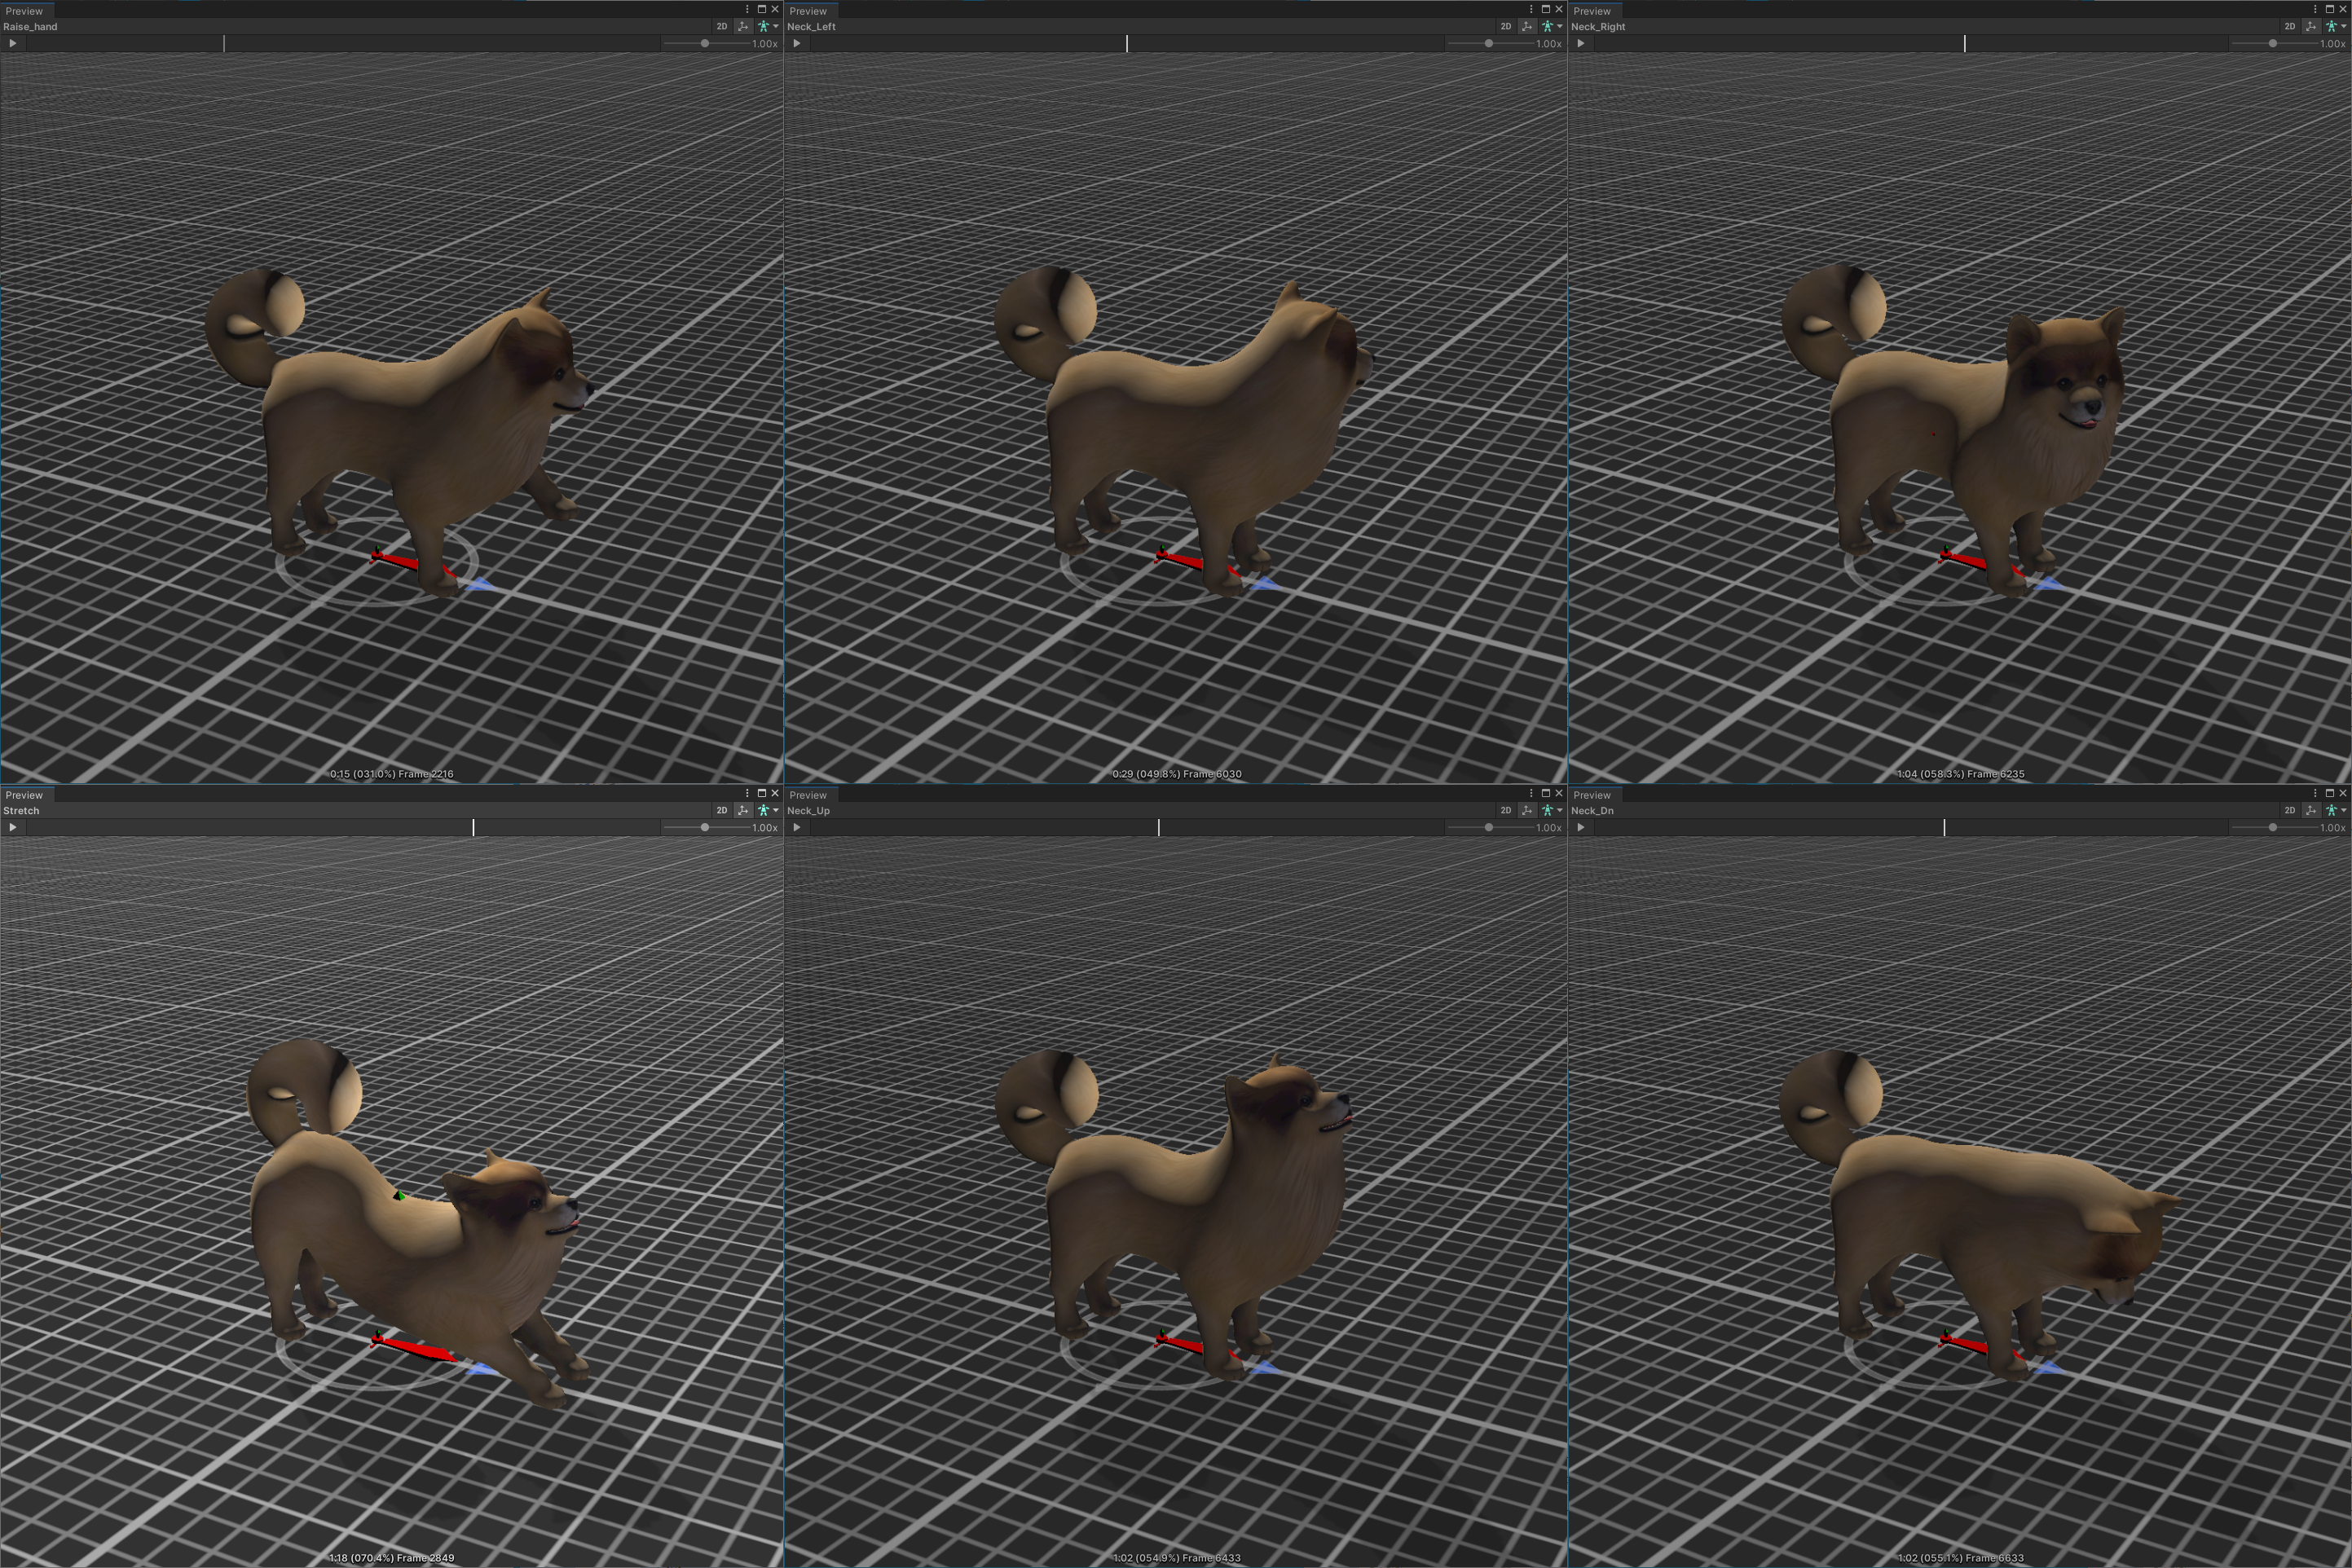 Preview
Raise_hand
2D
1.00x
0:15 (031.0%) Frame 2216
Preview
Neck_Left
2D
1.00x
0:29 (049.8%) Frame 6030
Preview
Neck_Right
2D
1.00x
1:04 (058.3%) Frame 6235
Preview
Stretch
2D
1.00x
1:18 (070.4%) Frame 2849
Preview
Neck_Up
2D
1.00x
1:02 (054.9%) Frame 6433
Preview
Neck_Dn
2D
1.00x
1:02 (055.1%) Frame 6633